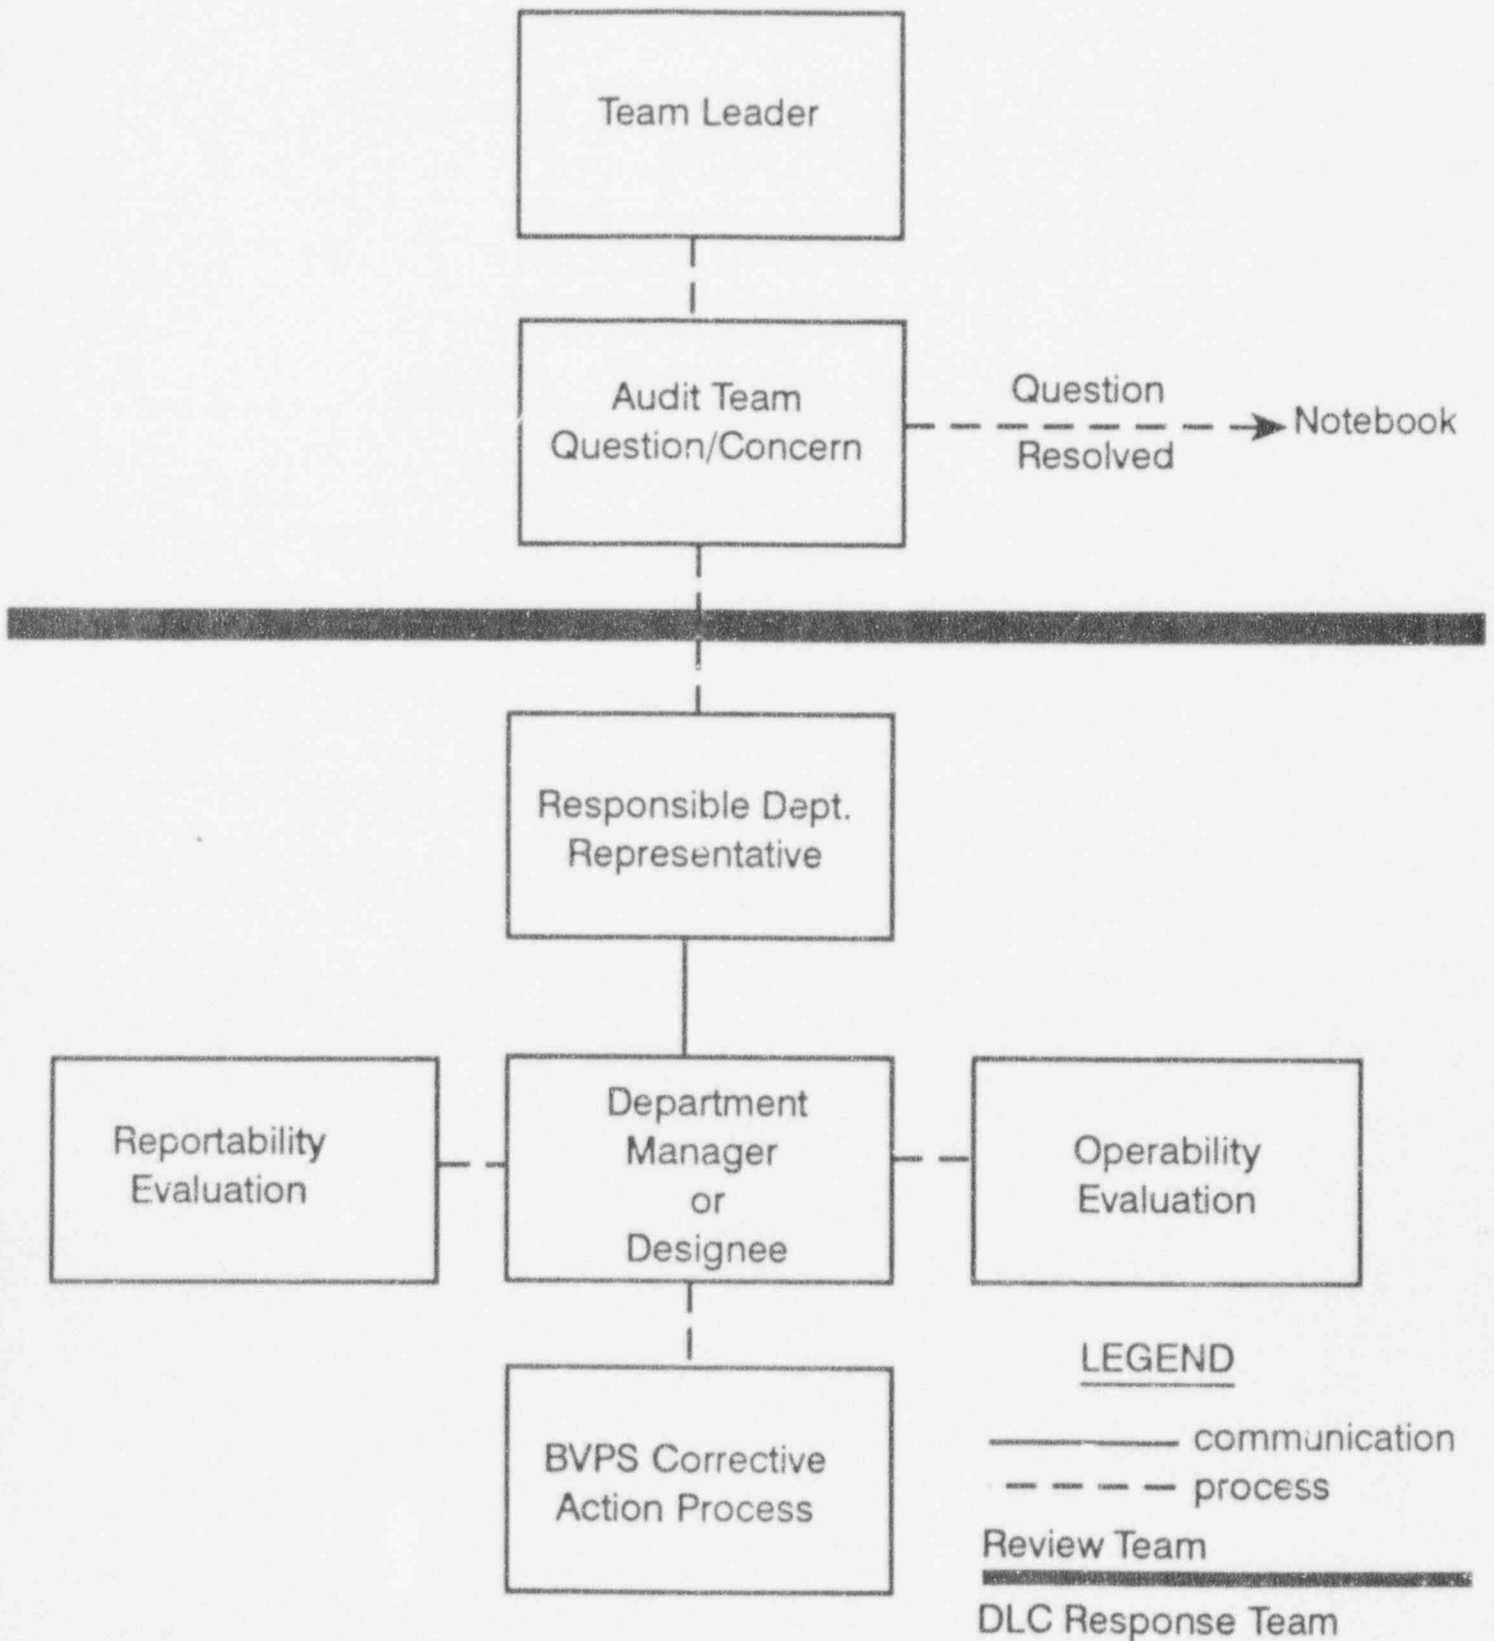 Team Leader
Audit Team
Question/Concern
Question
Resolved
Notebook
Responsible Dept.
Representative
Reportability
Evaluation
Department
Manager
or
Designee
Operability
Evaluation
BVPS Corrective
Action Process
LEGEND
communication
process
Review Team
DLC Response Team